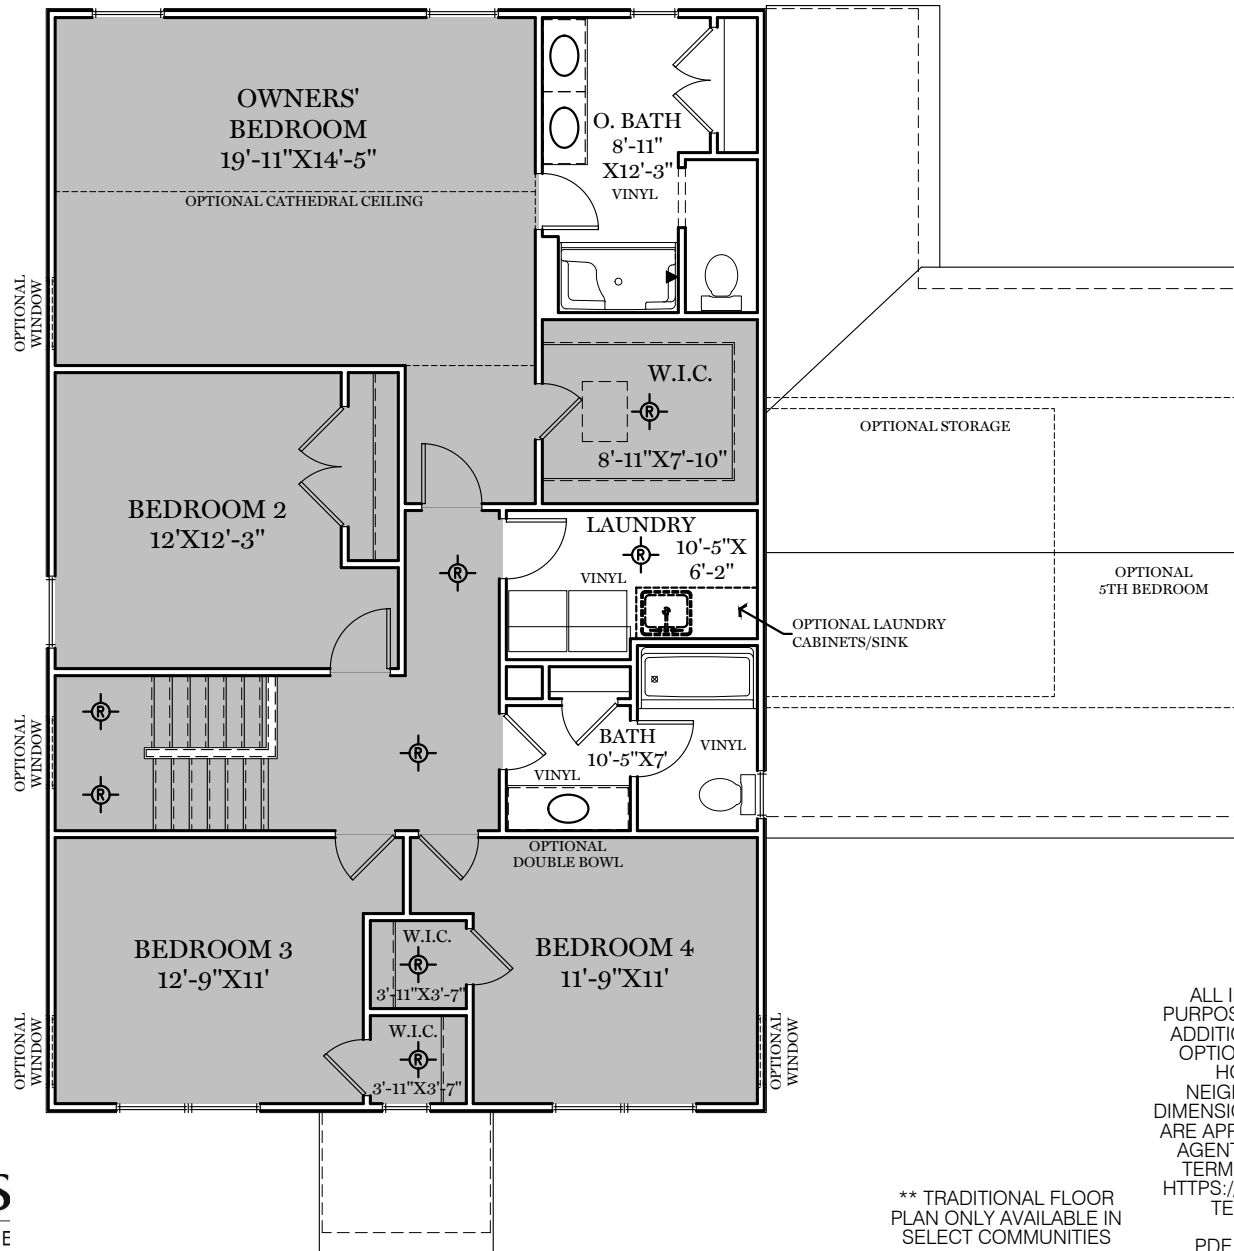 OWNERS'
BEDROOM
19'-11"X14'-5"
OPTIONAL CATHEDRAL CEILING
O. BATH
8'-11"
X12'-3"
VINYL
OPTIONAL
WINDOW
W.I.C.
R
8'-11"X7'-10"
OPTIONAL STORAGE
BEDROOM 2
12'X12'-3"
LAUNDRY
R
10'-5"X
6'-2"
VINYL
R
OPTIONAL
5TH BEDROOM
OPTIONAL LAUNDRY
CABINETS/SINK
OPTIONAL
WINDOW
R
R
R
BATH
10'-5"X7'
VINYL
VINYL
OPTIONAL
DOUBLE BOWL
BEDROOM 3
12'-9"X11'
W.I.C.
R
3'-11"X3'-7"
BEDROOM 4
11'-9"X11'
W.I.C.
R
3'-11"X3'-7"
OPTIONAL
WINDOW
OPTIONAL
WINDOW
S
E
** TRADITIONAL FLOOR
PLAN ONLY AVAILABLE IN
SELECT COMMUNITIES
ALL
ARE
PDF